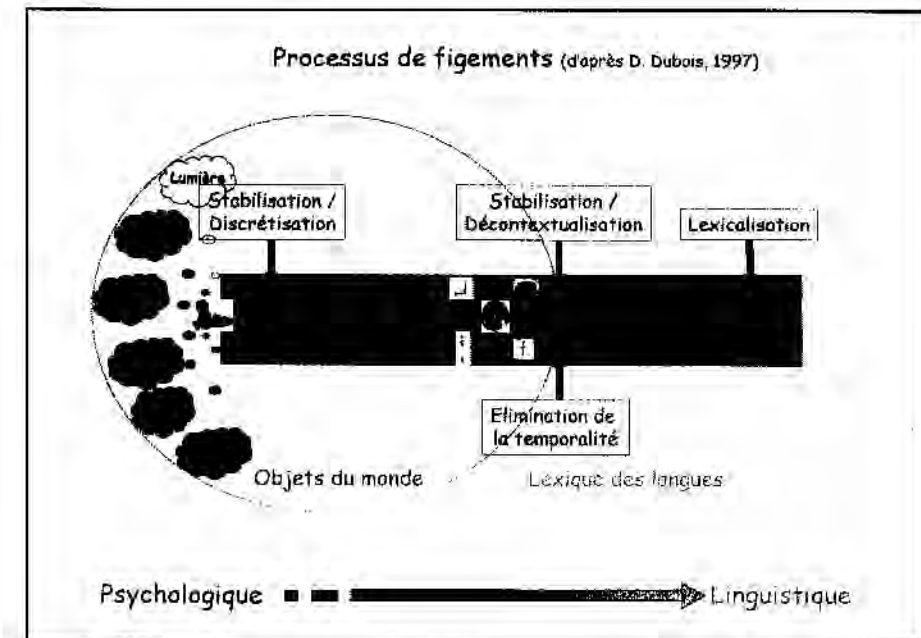 Processus de figements (d'après D. Dubois, 1997)
Lumière
Stabilisation /
Discrétisation
Stabilisation /
Décontextualisation
Lexicalisation
f
Elimination de
la temporalité
Objets du monde
Lexique des langues
Psychologique
Linguistique